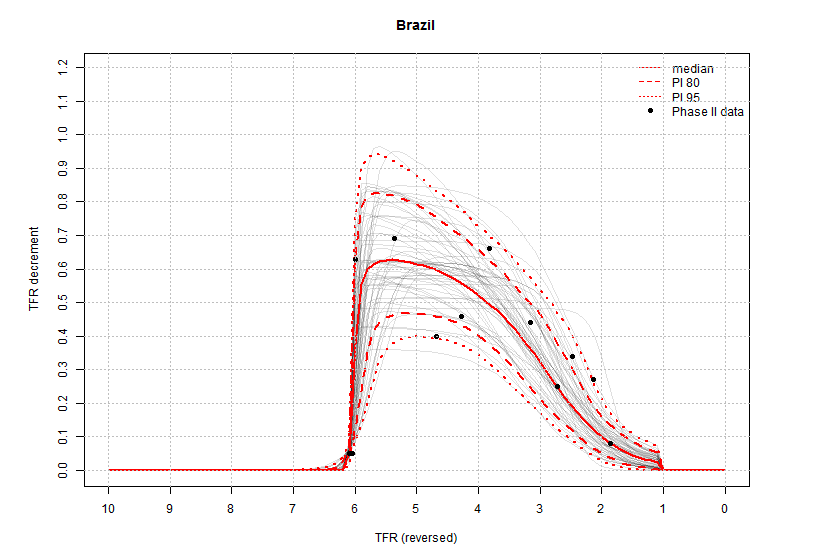 Brazil
median
PI 80
PI 95
Phase II data
TFR decrement
1.2
1.1
1.0
0.9
0.8
0.7
0.6
0.5
0.4
0.3
0.2
0.1
0.0
10 9 8 7 6 5 4 3 2 1 0
TFR (reversed)